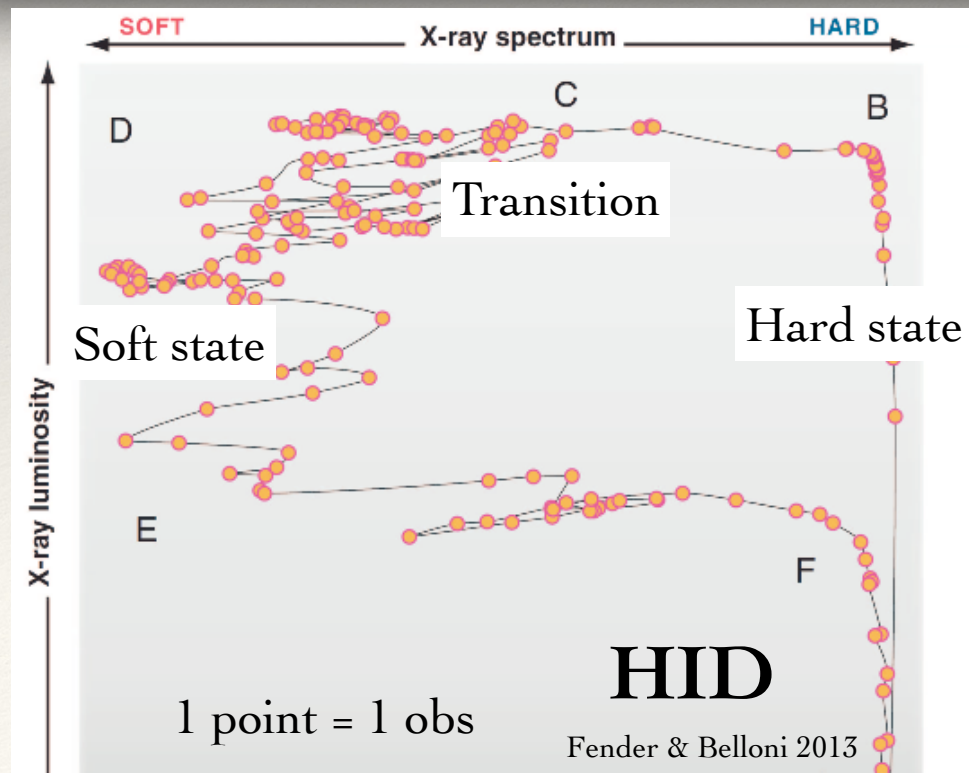 SOFT
HARD
X-ray spectrum
C
B
D
Transition
Hard state
Soft state
X-ray luminosity
E
F
HID
1 point = 1 obs
Fender & Belloni 2013